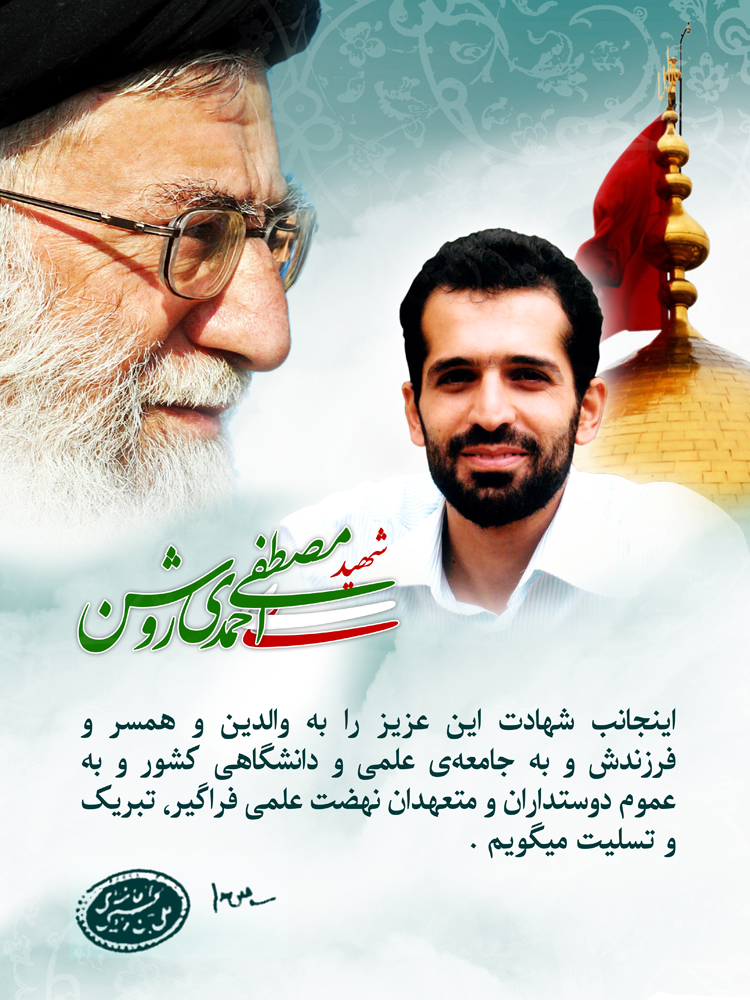 شهید
مصطفی
احمدی روشن
اینجانب شهادت این عزیز را به والدین و همسر و
فرزندش و به جامعه‌ی علمی و دانشگاهی کشور و به
عموم دوستداران و متعهدان نهضت علمی فراگیر، تبریک
و تسلیت میگویم .